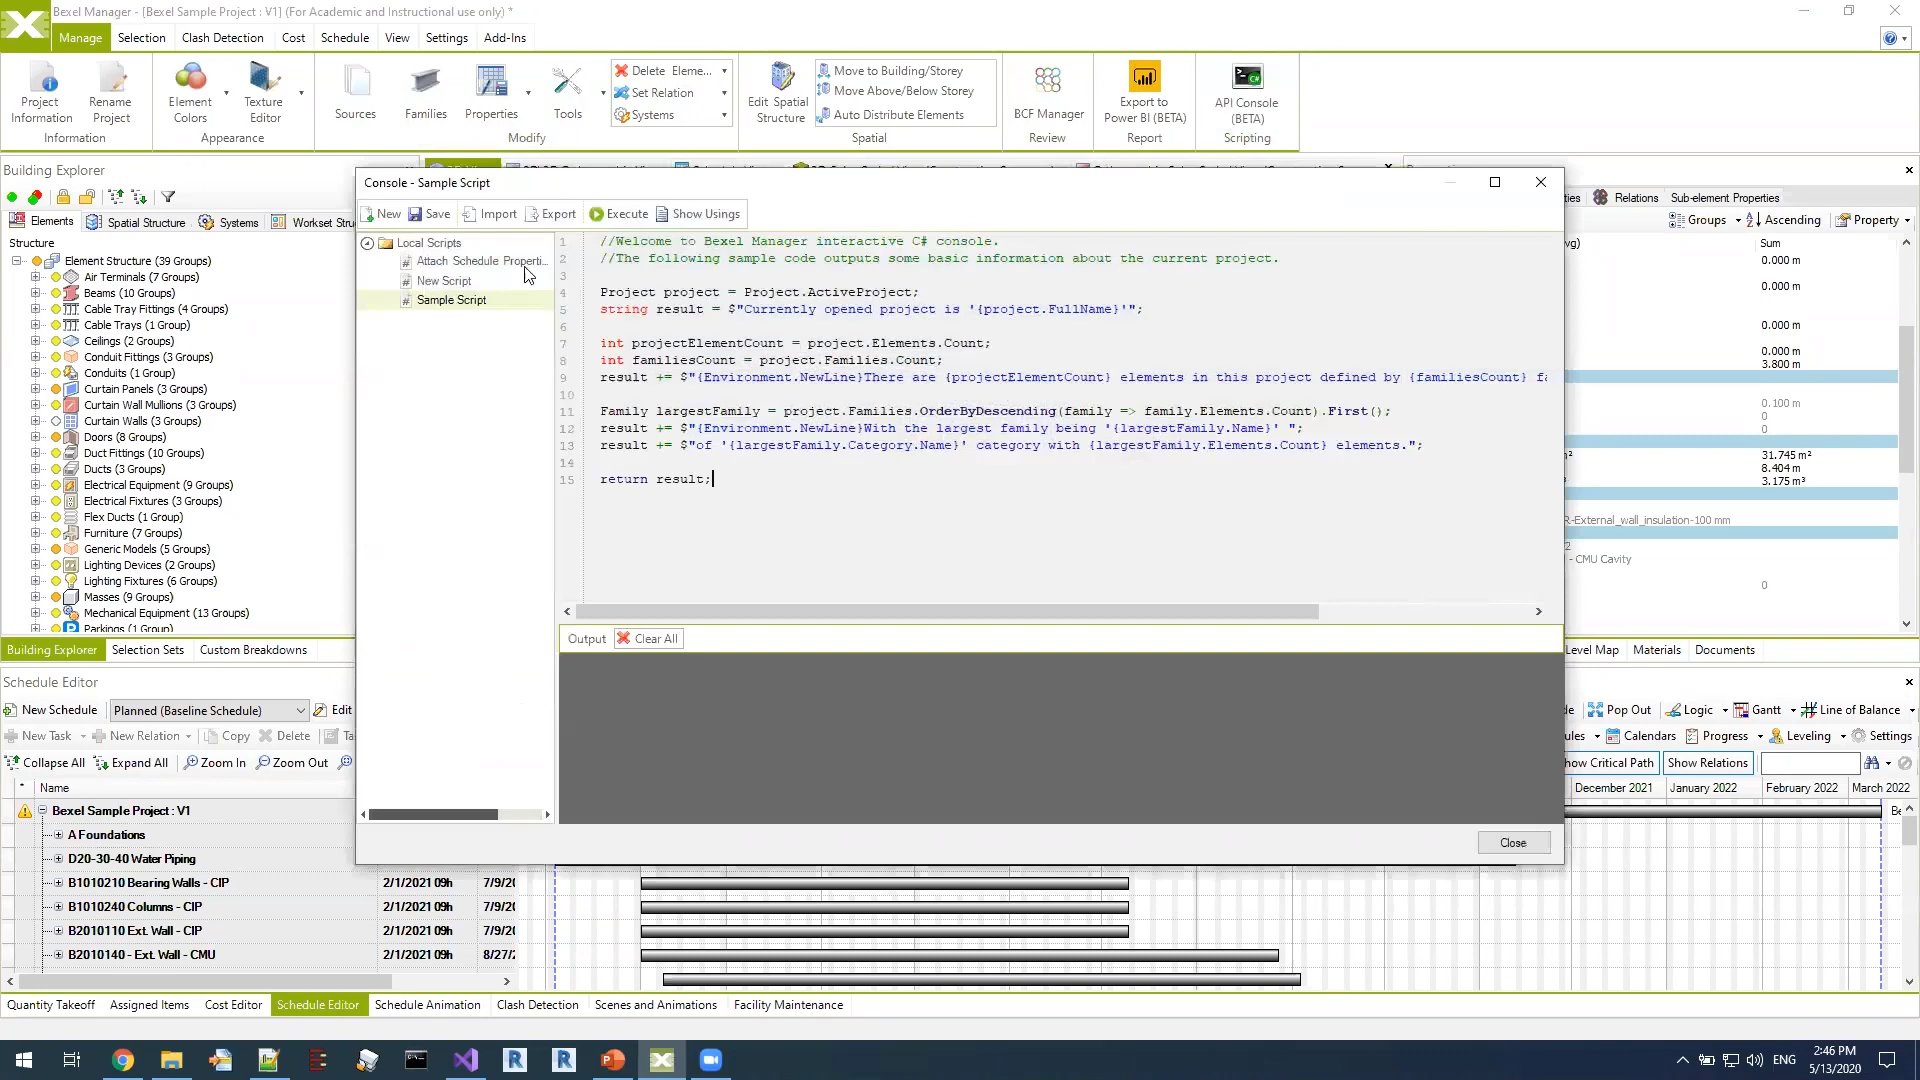 Bexel Manager - [Bexel Sample Project : V1] (For Academic and Instructional use only) *
Manage Selection Clash Detection Cost Schedule View Settings Add-Ins
Project Information
Rename Project
Information
Element Colors
Texture Editor
Appearance
Sources
Families
Properties
Tools
Delete Eleme...
Set Relation
Systems
Modify
Edit Spatial Structure
Move to Building/Storey
Move Above/Below Storey
Auto Distribute Elements
Spatial
BCF Manager
Review
Export to Power BI (BETA)
Report
API Console (BETA)
Scripting
Building Explorer
Elements Spatial Structure Systems Workset Stru
Structure
Element Structure (39 Groups)
Air Terminals (7 Groups)
Beams (10 Groups)
Cable Tray Fittings (4 Groups)
Cable Trays (1 Group)
Ceilings (2 Groups)
Conduit Fittings (3 Groups)
Conduits (1 Group)
Curtain Panels (3 Groups)
Curtain Wall Mullions (3 Groups)
Curtain Walls (3 Groups)
Doors (8 Groups)
Duct Fittings (10 Groups)
Ducts (3 Groups)
Electrical Equipment (9 Groups)
Electrical Fixtures (3 Groups)
Flex Ducts (1 Group)
Furniture (7 Groups)
Generic Models (5 Groups)
Lighting Devices (2 Groups)
Lighting Fixtures (6 Groups)
Masses (9 Groups)
Mechanical Equipment (13 Groups)
Parkings (1 Group)
Building Explorer Selection Sets Custom Breakdowns
Console - Sample Script
New Save Import Export Execute Show Usings
Local Scripts
Attach Schedule Properti...
New Script
Sample Script
1 //Welcome to Bexel Manager interactive C# console.
2 //The following sample code outputs some basic information about the current project.
3
4 Project project = Project.ActiveProject;
5 string result = $"Currently opened project is '{project.FullName}'";
6
7 int projectElementCount = project.Elements.Count;
8 int familiesCount = project.Families.Count;
9 result += $"{Environment.NewLine}There are {projectElementCount} elements in this project defined by {familiesCount} fa
10
11 Family largestFamily = project.Families.OrderByDescending(family => family.Elements.Count).First();
12 result += $"{Environment.NewLine}With the largest family being '{largestFamily.Name}' ";
13 result += $"of '{largestFamily.Category.Name}' category with {largestFamily.Elements.Count} elements.";
14
15 return result;
Output Clear All
Close
ties Relations Sub-element Properties
Groups Ascending Property
Sum
0.000 m
0.000 m
0.000 m
0.000 m
3.800 m
0.100 m
0
0
31.745 m²
8.404 m
3.175 m³
R-External_wall_insulation-100 mm
- CMU Cavity
0
Level Map Materials Documents
Schedule Editor
New Schedule Planned (Baseline Schedule) Edit
Pop Out Logic Gantt Line of Balance
New Task New Relation Copy Delete Ta
Calendars Progress Leveling Settings
Collapse All Expand All Zoom In Zoom Out
how Critical Path Show Relations
* Name
December 2021 January 2022 February 2022 March 2022
Bexel Sample Project : V1
A Foundations
D20-30-40 Water Piping
B1010210 Bearing Walls - CIP 2/1/2021 09h 7/9/20
B1010240 Columns - CIP 2/1/2021 09h 7/9/20
B2010110 Ext. Wall - CIP 2/1/2021 09h 7/9/20
B2010140 - Ext. Wall - CMU 2/1/2021 09h 8/27/2
Quantity Takeoff Assigned Items Cost Editor Schedule Editor Schedule Animation Clash Detection Scenes and Animations Facility Maintenance
ENG
2:46 PM
5/13/2020